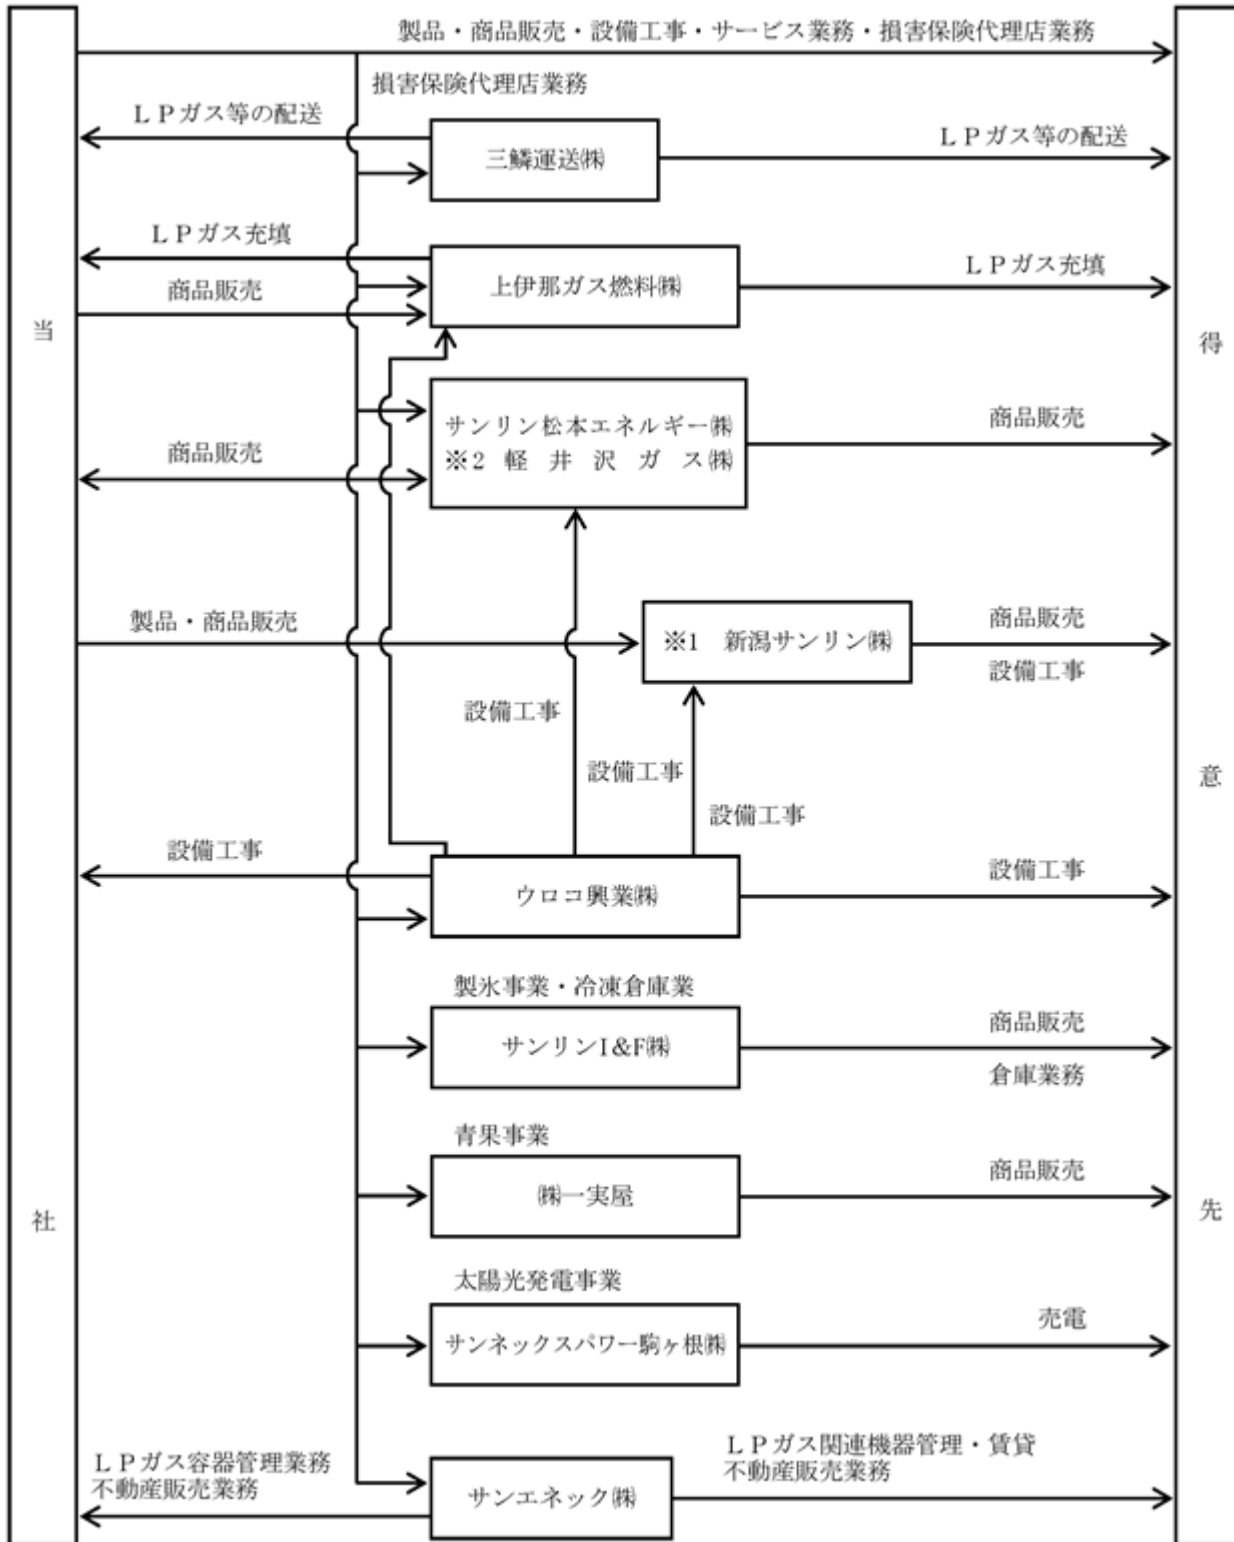 製品・商品販売・設備工事・サービス業務・損害保険代理店業務
損害保険代理店業務
ＬＰガス等の配送
三鱗運送㈱
ＬＰガス等の配送
ＬＰガス充填
上伊那ガス燃料㈱
ＬＰガス充填
商品販売
当
得
サンリン松本エネルギー㈱
※2 軽井沢ガス㈱
商品販売
商品販売
製品・商品販売
※1 新潟サンリン㈱
商品販売
設備工事
設備工事
設備工事
設備工事
意
設備工事
ウロコ興業㈱
設備工事
製氷事業・冷凍倉庫業
サンリンI&F㈱
商品販売
倉庫業務
青果事業
㈱一実屋
商品販売
社
先
太陽光発電事業
サンネックスパワー駒ヶ根㈱
売電
ＬＰガス容器管理業務
不動産販売業務
サンエネック㈱
ＬＰガス関連機器管理・賃貸
不動産販売業務